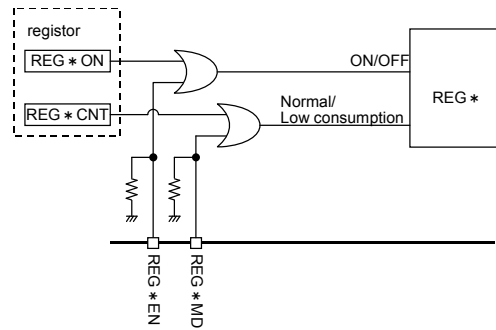 registor
REG * ON
REG * CNT
ON/OFF
Normal/
Low consumption
REG *
REG * EN
REG * MD